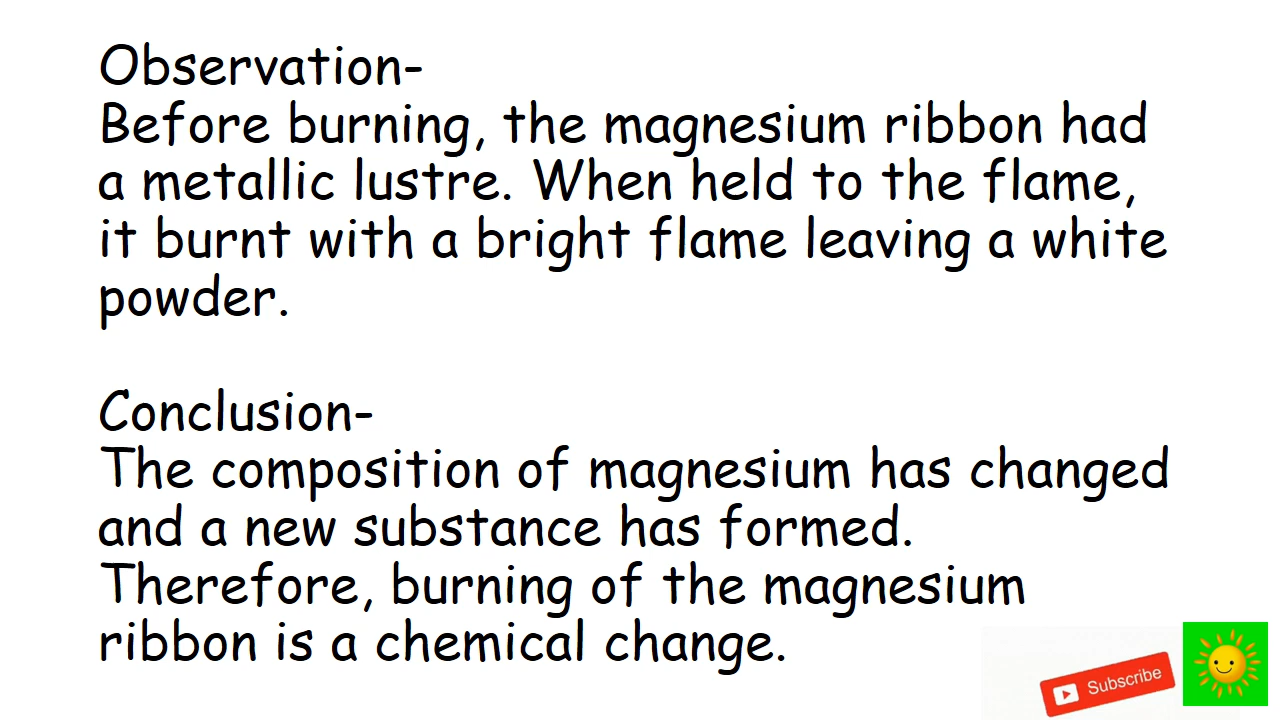 Observation-
Before burning, the magnesium ribbon had
a metallic lustre. When held to the flame,
it burnt with a bright flame leaving a white
powder.
Conclusion-
The composition of magnesium has changed
and a new substance has formed.
Therefore, burning of the magnesium
ribbon is a chemical change.
Subscribe